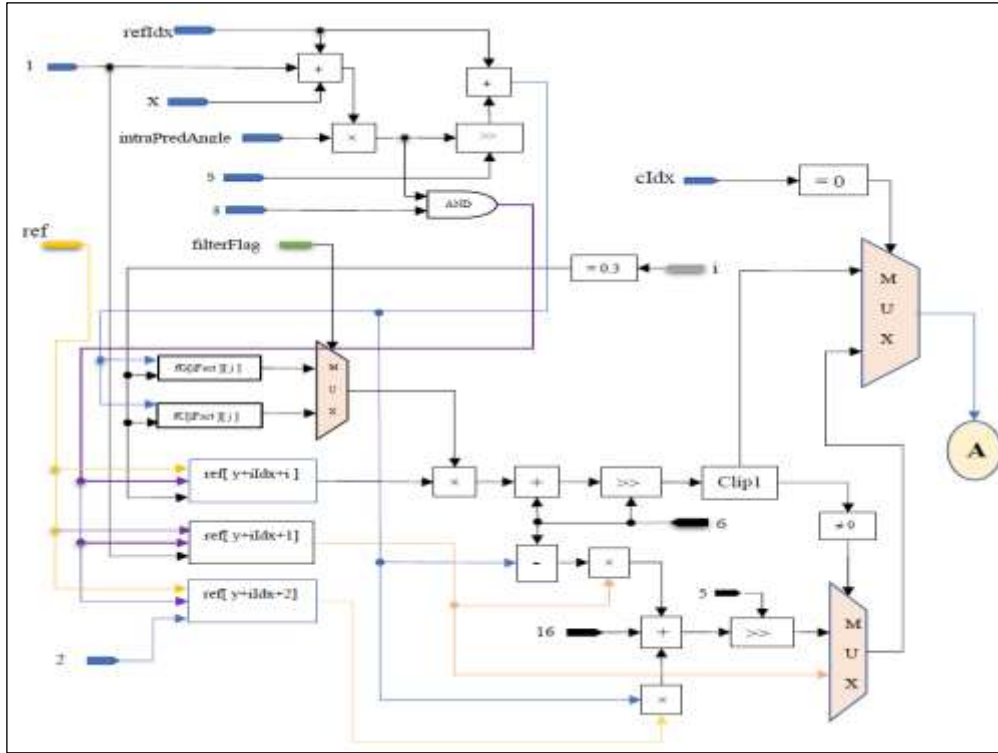 refIdx
1
+
+
X
intraPredAngle
×
>>
5
AND
cIdx
= 0
ref
filterFlag
= 0.3
i
M
U
X
M
U
X
A
ref[ y+iIdx+i ]
×
+
>>
Clip1
6
≠ 0
ref[ y+iIdx+1]
-
×
ref[ y+iIdx+2]
5
16
+
>>
M
U
X
2
×